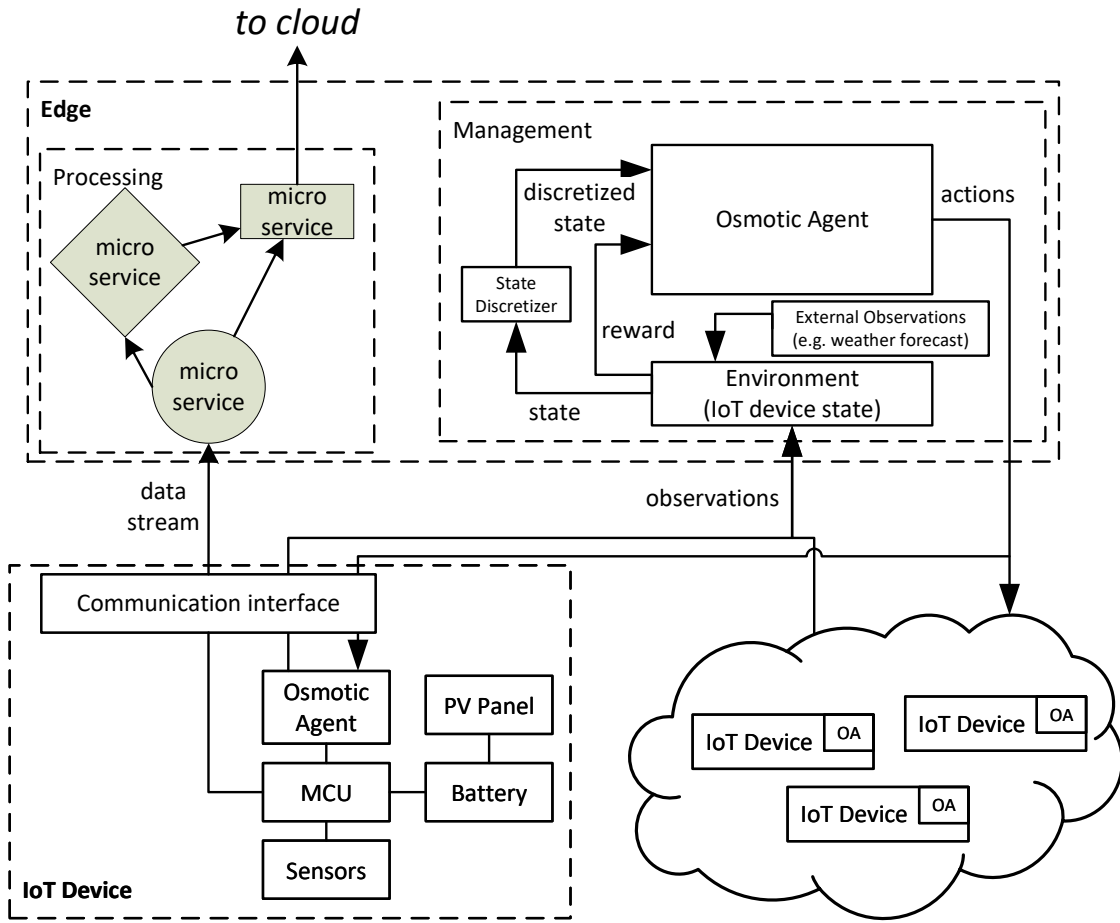 to cloud
Edge
Management
Processing
micro
service
micro
service
micro
service
discretized
state
Osmotic Agent
actions
State
Discretizer
reward
External Observations
(e.g. weather forecast)
Environment
(IoT device state)
state
data
stream
observations
Communication interface
Osmotic
Agent
PV Panel
MCU
Battery
Sensors
IoT Device
IoT Device
OA
IoT Device
OA
IoT Device
OA